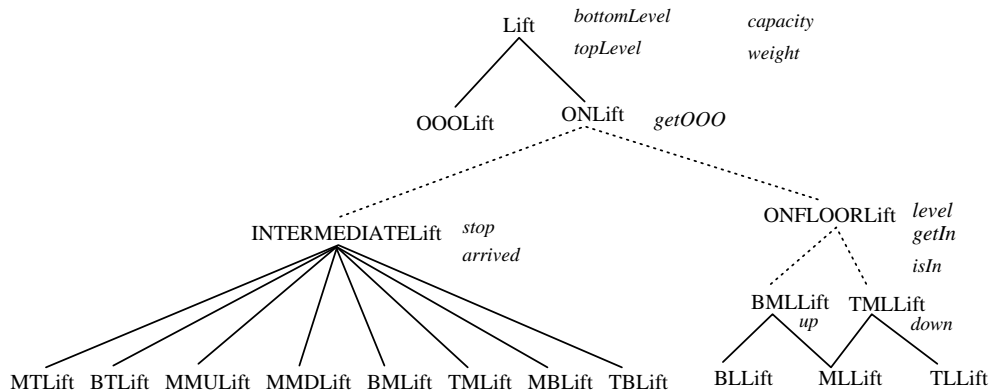 Lift bottomLevel capacity
topLevel weight
OOOLift ONLift getOOO
ONFLOORLift level
INTERMEDIATELift stop getIn
arrived isIn
BMLLift TMLLift
up down
MTLift BTLift MMULift MMDLift BMLift TMLift MBLift TBLift BLLift MLLift TLLift